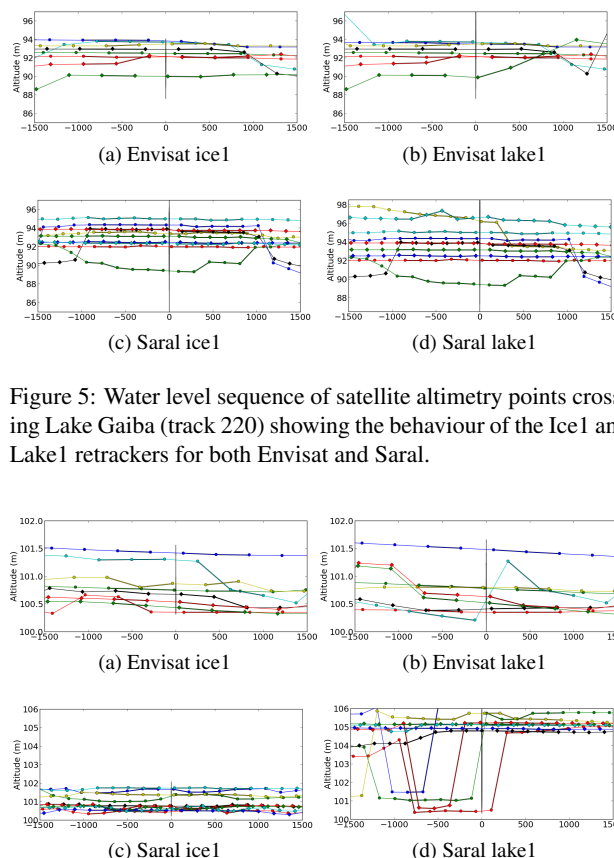 Altitude (m)
96
94
92
90
88
86
−1500 −1000 −500 0 500 1000 1500
(a) Envisat ice1
Altitude (m)
96
94
92
90
88
86
−1500 −1000 −500 0 500 1000 1500
(b) Envisat lake1
Altitude (m)
96
94
92
90
88
86
−1500 −1000 −500 0 500 1000 1500
(c) Saral ice1
Altitude (m)
98
96
94
92
90
88
−1500 −1000 −500 0 500 1000 1500
(d) Saral lake1
Figure 5: Water level sequence of satellite altimetry points cross-
ing Lake Gaiba (track 220) showing the behaviour of the Ice1 an
Lake1 retrackers for both Envisat and Saral.
Altitude (m)
102.0
101.5
101.0
100.5
100.0
−1500 −1000 −500 0 500 1000 1500
(a) Envisat ice1
Altitude (m)
102.0
101.5
101.0
100.5
100.0
−1500 −1000 −500 0 500 1000 1500
(b) Envisat lake1
Altitude (m)
106
105
104
103
102
101
100
−1500 −1000 −500 0 500 1000 1500
(c) Saral ice1
Altitude (m)
106
105
104
103
102
101
100
−1500 −1000 −500 0 500 1000 1500
(d) Saral lake1